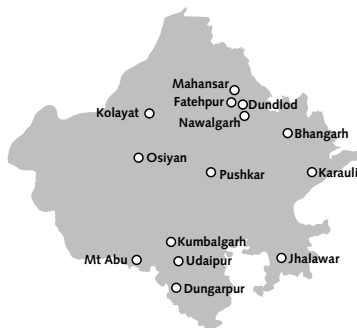 Mahansar
Fatehpur
Dundlod
Kolayat
Nawalgarh
Bhangarh
Osiyan
Pushkar
Karauli
Kumbalgarh
Mt Abu
Udaipur
Jhalawar
Dungarpur